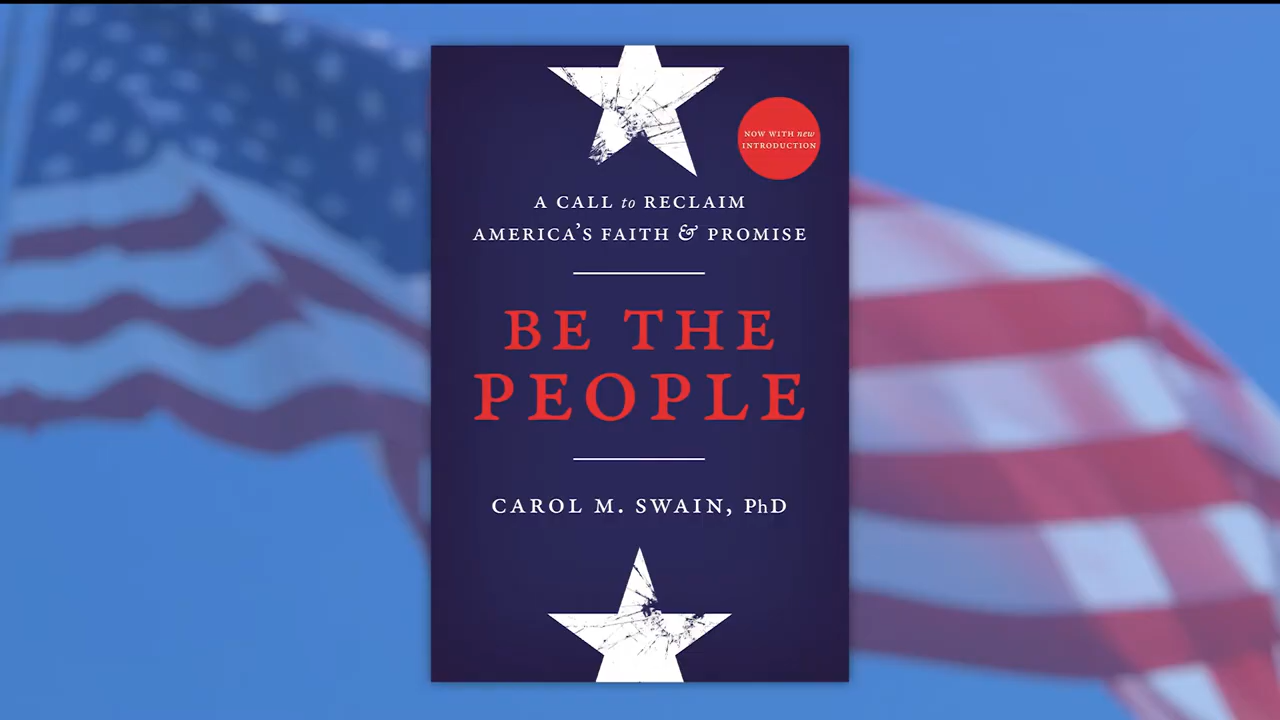 NOW WITH new
INTRODUCTION
A CALL to RECLAIM
AMERICA'S FAITH & PROMISE
BE THE
PEOPLE
CAROL M. SWAIN, PhD